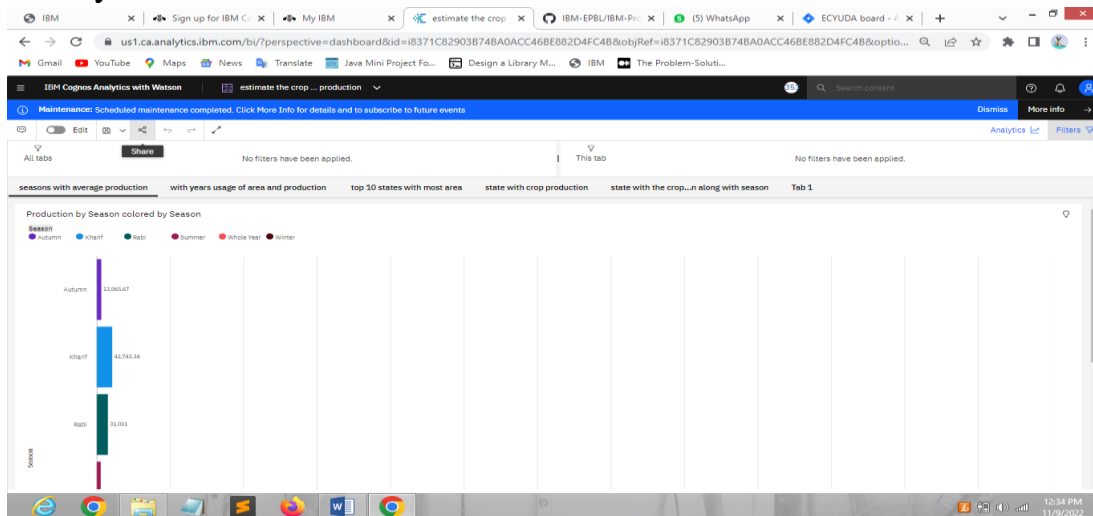 IBM
Sign up for IBM C
My IBM
estimate the crop
IBM-EPBL/IBM-Pro
(5) WhatsApp
ECYUDA board - A
us1.ca.analytics.ibm.com/bi/?perspective=dashboard&id=i8371C82903B74BA0ACC46BE882D4FC4B&objRef=i8371C82903B74BA0ACC46BE882D4FC4B&optio...
Gmail
YouTube
Maps
News
Translate
Java Mini Project Fo...
Design a Library M...
IBM
The Problem-Soluti...
IBM Cognos Analytics with Watson
estimate the crop ... production
Search content
Maintenance: Scheduled maintenance completed. Click More Info for details and to subscribe to future events
Dismiss
More info
Edit
Analytics
Filters
Share
All tabs
No filters have been applied.
This tab
No filters have been applied.
seasons with average production
with years usage of area and production
top 10 states with most area
state with crop production
state with the crop...n along with season
Tab 1
Production by Season colored by Season
Season
Autumn
Kharif
Rabi
Summer
Whole Year
Winter
Autumn
13,065.67
Kharif
42,743.34
Rabi
31,011
Season
12:34 PM
11/9/2022